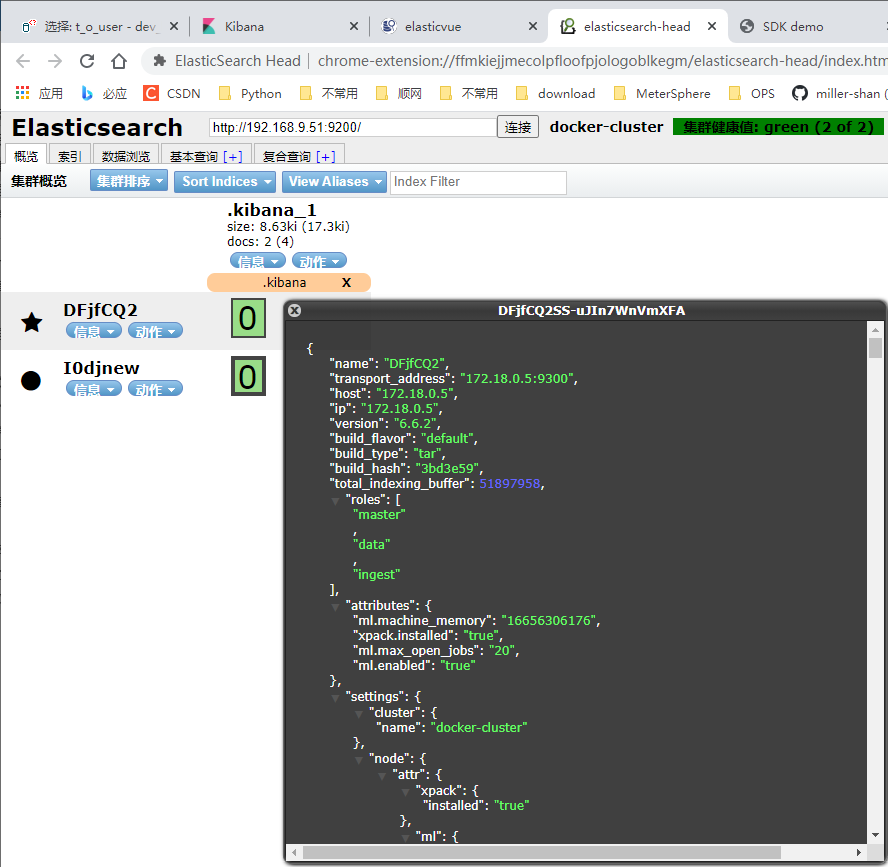 选择: t_o_user - dev_
Kibana
elasticvue
elasticsearch-head
SDK demo
ElasticSearch Head | chrome-extension://ffmkiejjmecolpfloofpjologoblkegm/elasticsearch-head/index.htm
应用 必应 CSDN Python 不常用 顺网 不常用 download MeterSphere OPS miller-shan (
Elasticsearch http://192.168.9.51:9200/ 连接 docker-cluster 集群健康值: green (2 of 2)
概览 索引 数据浏览 基本查询 [+] 复合查询 [+]
集群概览 集群排序 Sort Indices View Aliases Index Filter
.kibana_1
size: 8.63ki (17.3ki)
docs: 2 (4)
信息 动作
.kibana X
DFjfCQ2
信息 动作
0
I0djnew
信息 动作
0
DFjfCQ2SS-uJIn7WnVmXFA
{
"name": "DFjfCQ2",
"transport_address": "172.18.0.5:9300",
"host": "172.18.0.5",
"ip": "172.18.0.5",
"version": "6.6.2",
"build_flavor": "default",
"build_type": "tar",
"build_hash": "3bd3e59",
"total_indexing_buffer": 51897958,
"roles": [
"master"
,
"data"
,
"ingest"
],
"attributes": {
"ml.machine_memory": "16656306176",
"xpack.installed": "true",
"ml.max_open_jobs": "20",
"ml.enabled": "true"
},
"settings": {
"cluster": {
"name": "docker-cluster"
},
"node": {
"attr": {
"xpack": {
"installed": "true"
},
"ml": {